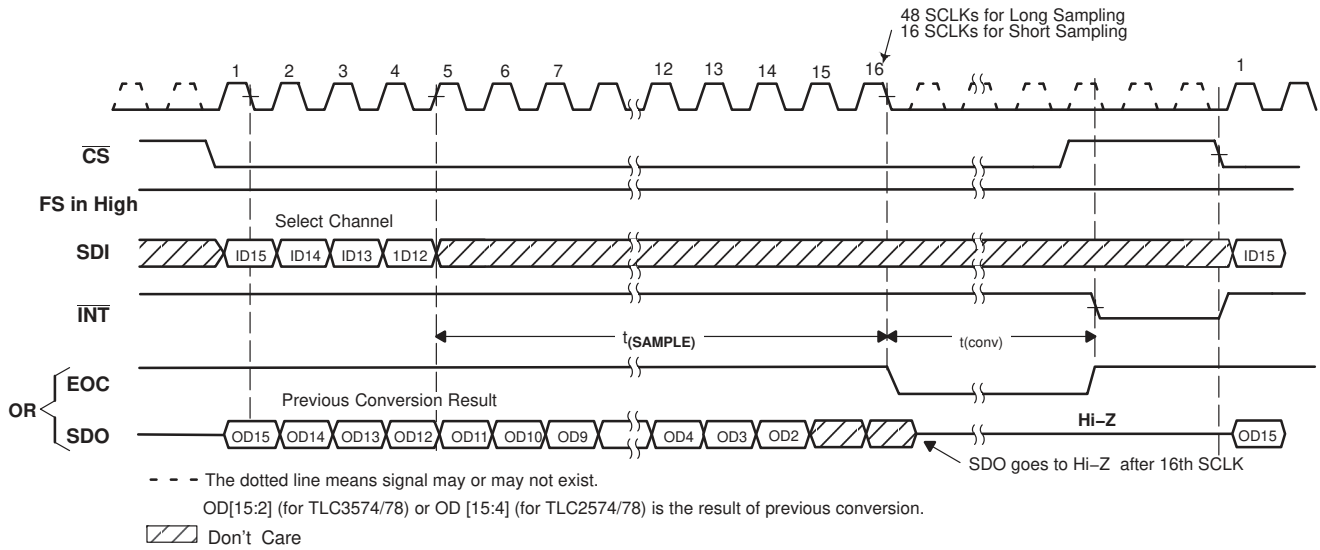 48 SCLKs for Long Sampling
16 SCLKs for Short Sampling
1 2 3 4 5 6 7 12 13 14 15 16 1
CS
FS in High
Select Channel
SDI ID15 ID14 ID13 1D12 ID15
INT
t(SAMPLE) t(conv)
EOC
OR
Previous Conversion Result
SDO OD15 OD14 OD13 OD12 OD11 OD10 OD9 OD4 OD3 OD2 Hi–Z OD15
SDO goes to Hi–Z after 16th SCLK
- - - - The dotted line means signal may or may not exist.
OD[15:2] (for TLC3574/78) or OD [15:4] (for TLC2574/78) is the result of previous conversion.
Don't Care